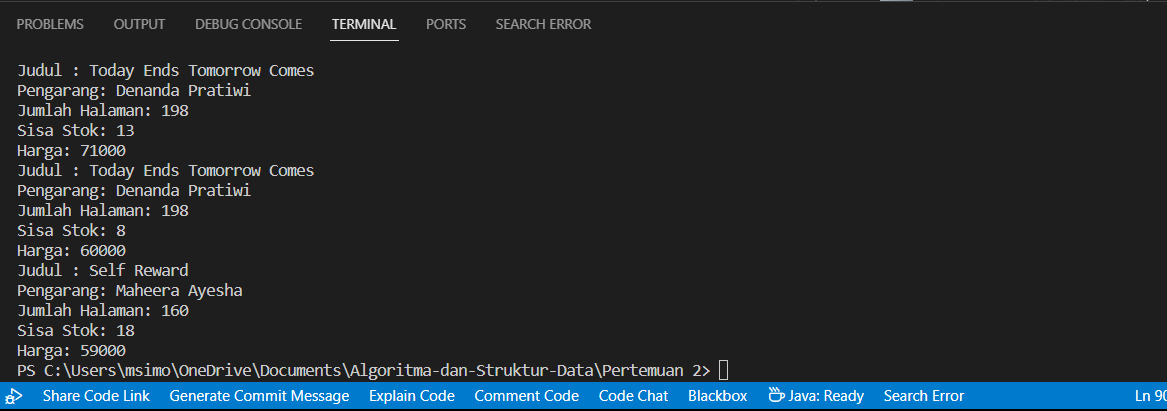 PROBLEMS OUTPUT DEBUG CONSOLE TERMINAL PORTS SEARCH ERROR
Judul : Today Ends Tomorrow Comes
Pengarang: Denanda Pratiwi
Jumlah Halaman: 198
Sisa Stok: 13
Harga: 71000
Judul : Today Ends Tomorrow Comes
Pengarang: Denanda Pratiwi
Jumlah Halaman: 198
Sisa Stok: 8
Harga: 60000
Judul : Self Reward
Pengarang: Maheera Ayesha
Jumlah Halaman: 160
Sisa Stok: 18
Harga: 59000
PS C:\Users\msimo\OneDrive\Documents\Algoritma-dan-Struktur-Data\Pertemuan 2>
Share Code Link Generate Commit Message Explain Code Comment Code Code Chat Blackbox Java: Ready Search Error Ln 90